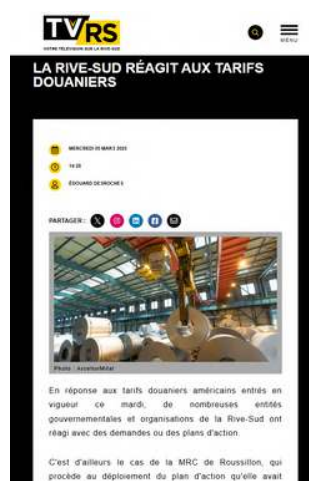 TVRS
VOTRE TÉLÉVISION SUR LA RIVE-SUD
MENU
LA RIVE-SUD RÉAGIT AUX TARIFS
DOUANIERS
MERCREDI 05 MARS 2025
ÉDOUARD DESROCHES
PARTAGER :
Photo : ArcelorMittal
En réponse aux tarifs douaniers américains entrés en
vigueur ce mardi, de nombreuses entités
gouvernementales et organisations de la Rive-Sud ont
réagi avec des demandes ou des plans d'action.
C'est d'ailleurs le cas de la MRC de Roussillon, qui
procède au déploiement du plan d'action qu'elle avait